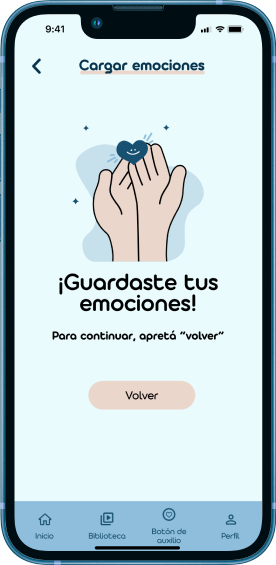 9:41
Cargar emociones
¡Guardaste tus
emociones!
Para continuar, apretá “volver”
Volver
Inicio
Biblioteca
Botón de
auxilio
Perfil